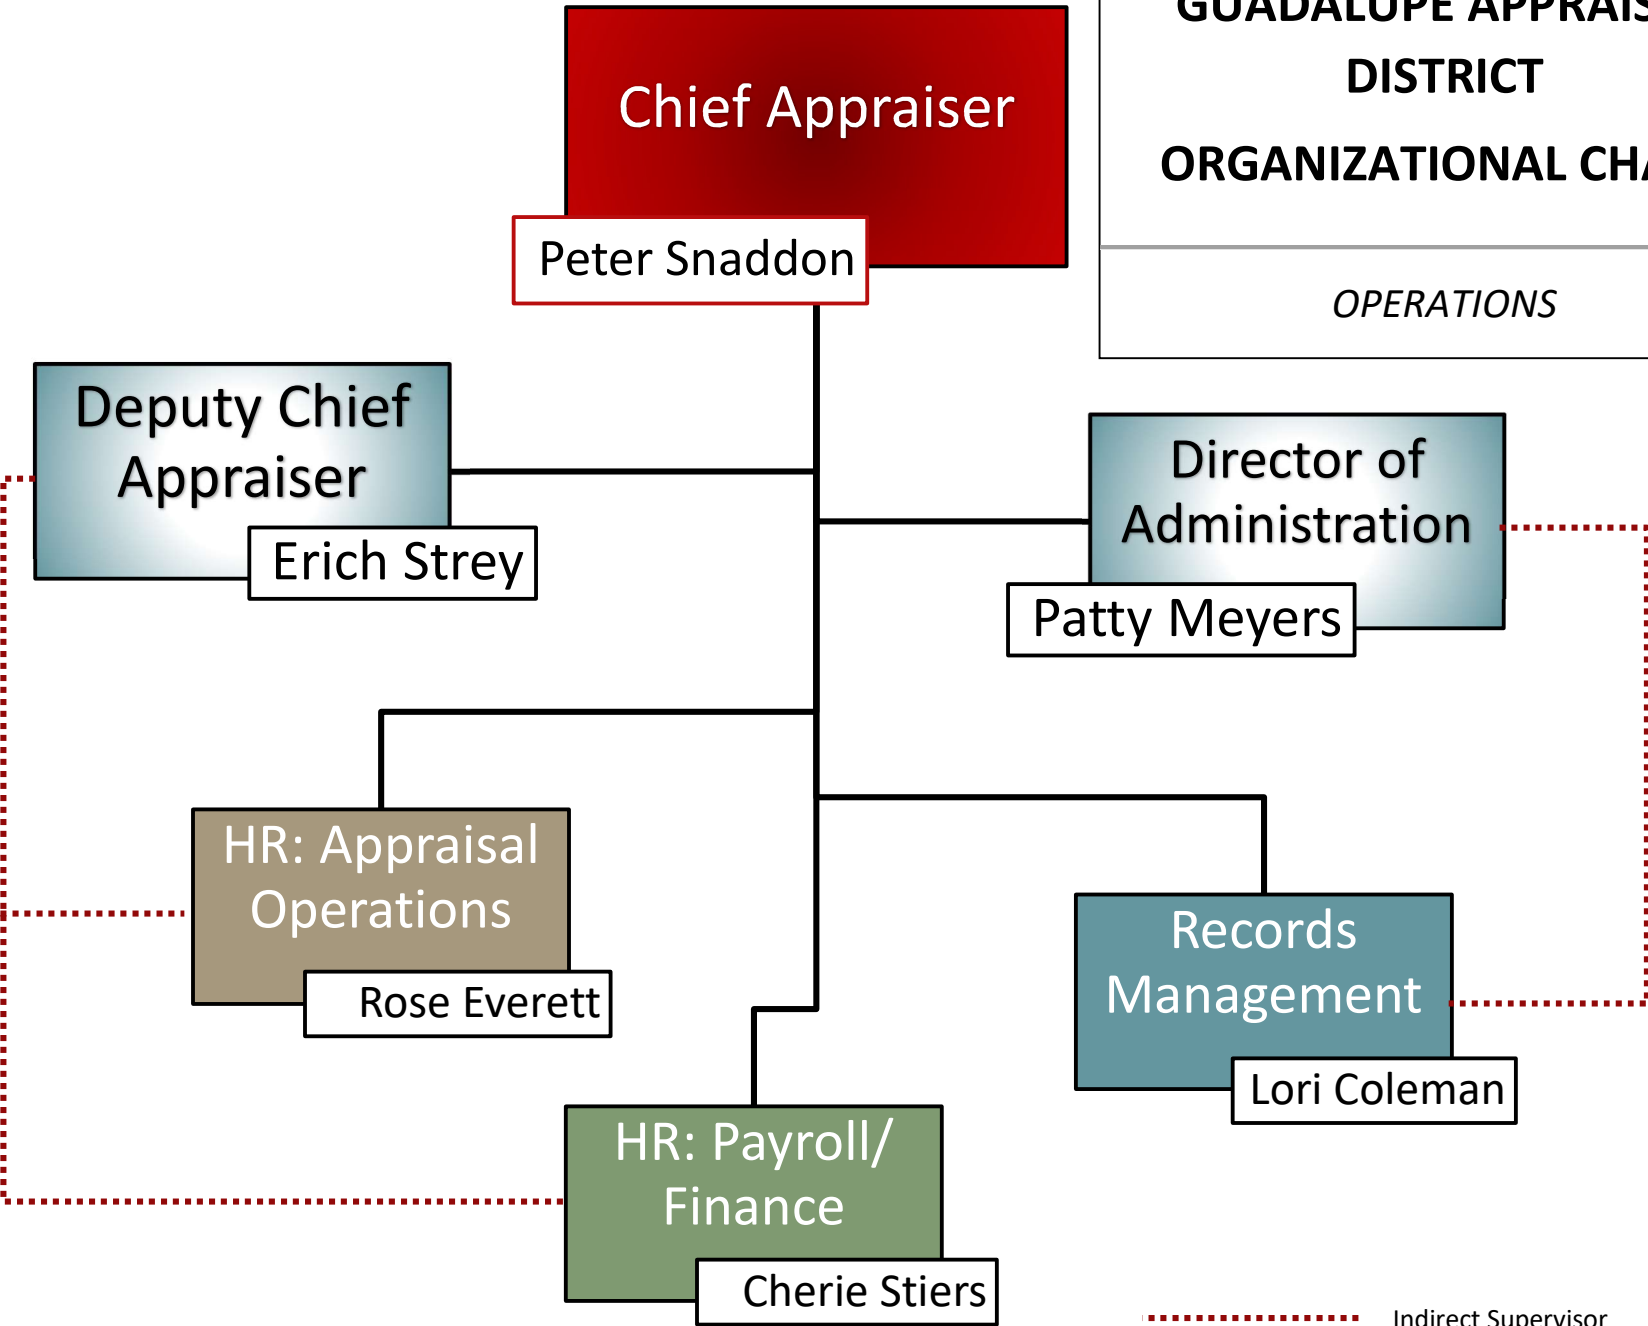 Chief Appraiser
Peter Snaddon
GUADALUPE
DISTRICT
ORGANIZATIONAL
OPERATIONS
Deputy Chief
Appraiser
Erich Strey
Director of
Administration
Patty Meyers
HR: Appraisal
Operations
Rose Everett
Records
Management
Lori Coleman
HR: Payroll/
Finance
Cherie Stiers
Indirect Supervisor